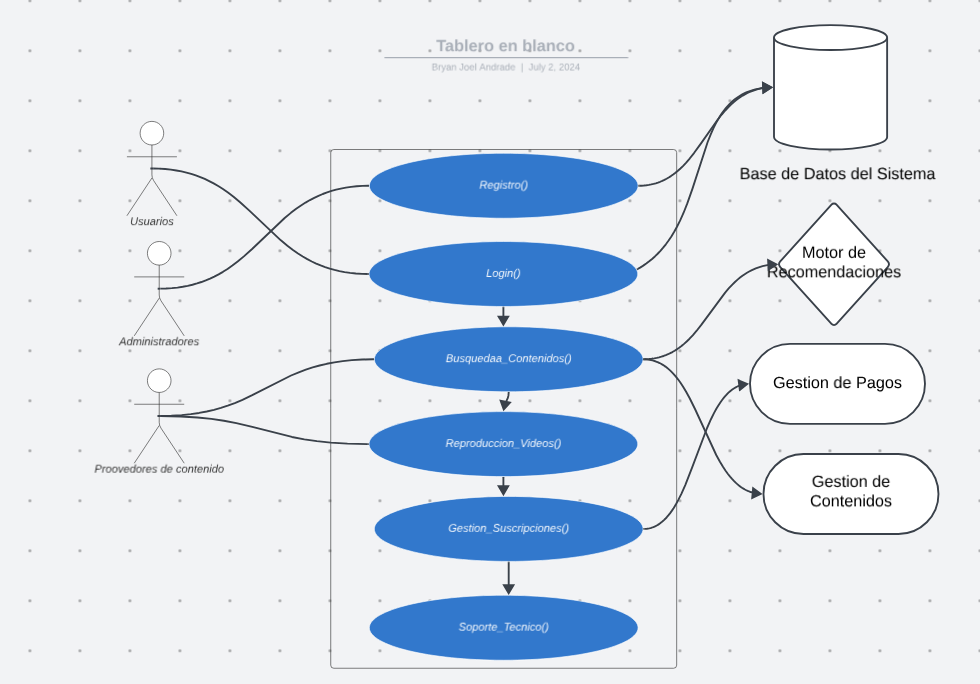 Tablero en blanco
Bryan Joel Andrade | July 2, 2024
Base de Datos del Sistema
Registro()
Usuarios
Login()
Motor de
Recomendaciones
Administradores
Busquedaa_Contenidos()
Gestion de Pagos
Reproduccion_Videos()
Proovedores de contenido
Gestion de
Contenidos
Gestion_Suscripciones()
Soporte_Tecnico()